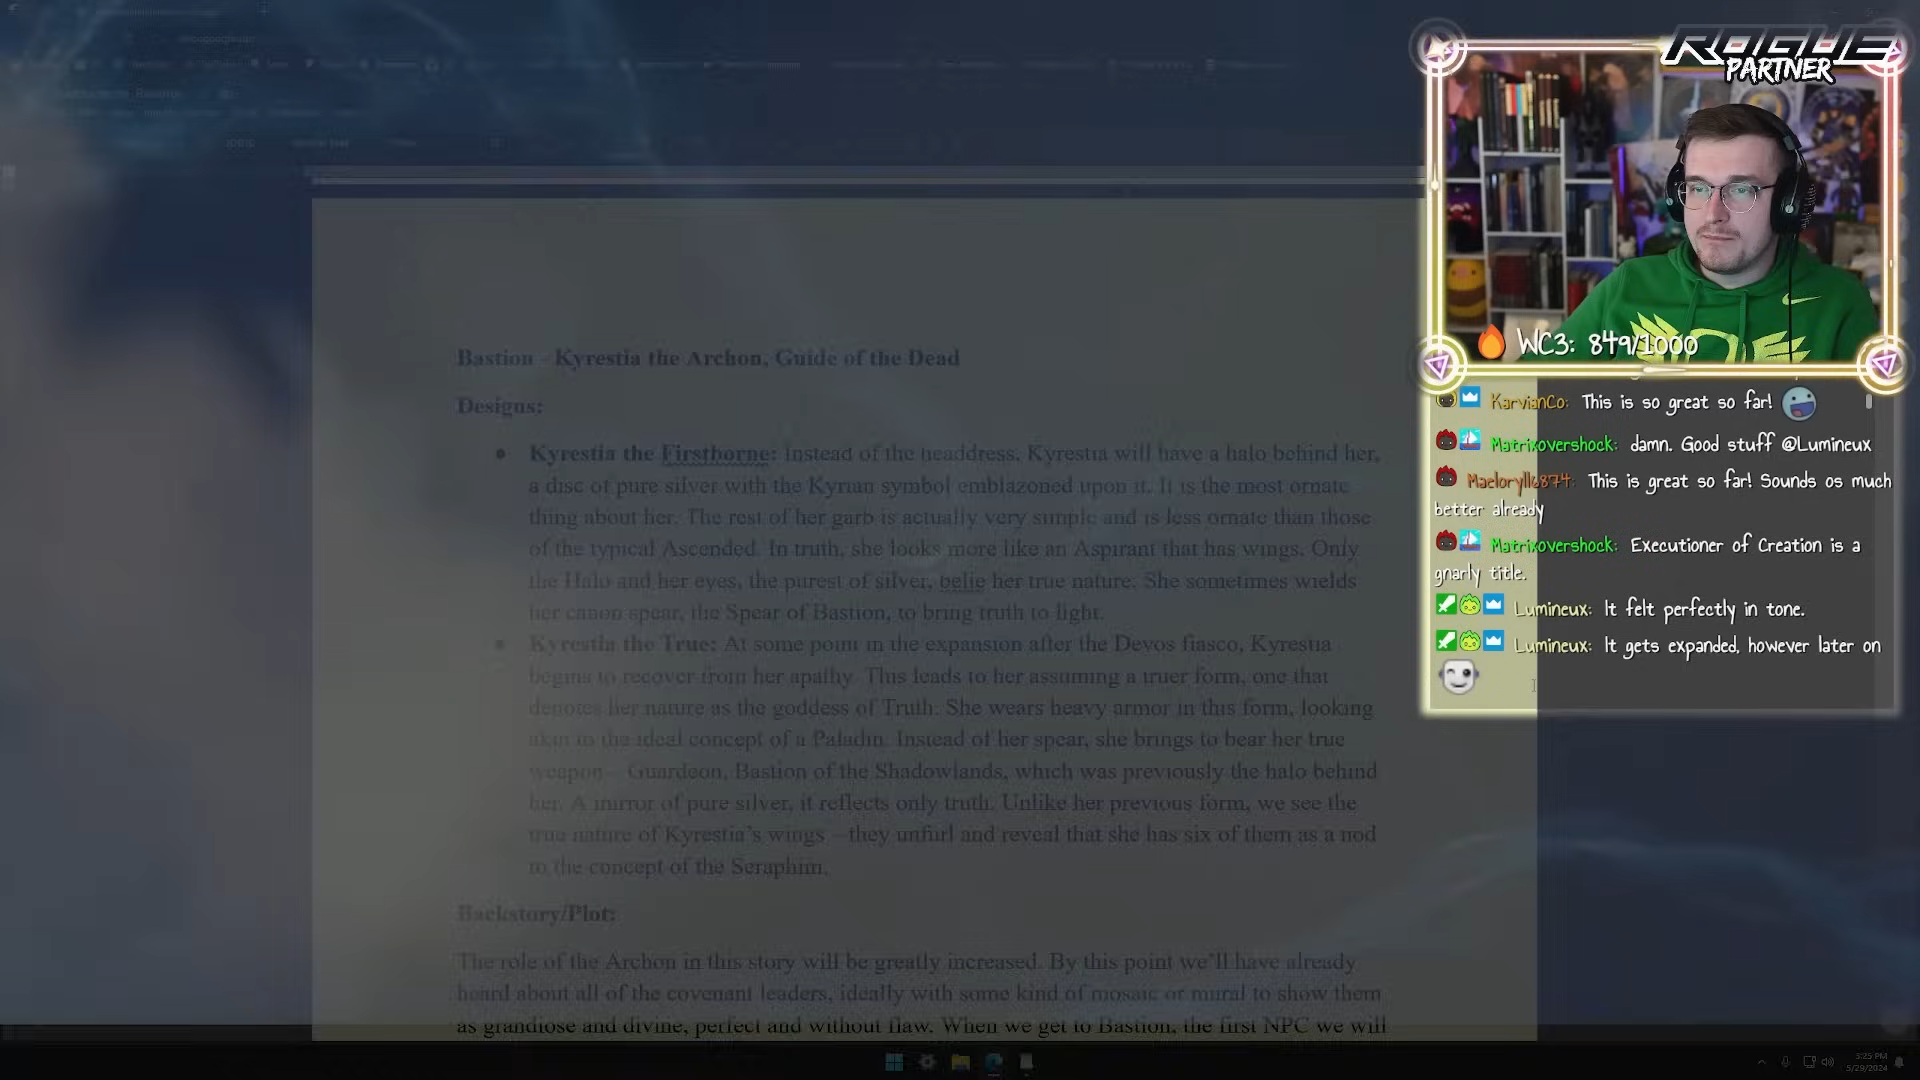 ROGUE
PARTNER
WC3: 849/1000
Bastion - Kyrestia the Archon, Guide of the Dead
Designs:
Kyrestia the Firsthorne: Instead of the headdress, Kyrestia will have a halo behind her,
a disc of pure silver with the Kyrian symbol emblazoned upon it. It is the most ornate
thing about her. The rest of her garb is actually very simple and is less ornate than those
of the typical Ascended. In truth, she looks more like an Aspirant that has wings. Only
the Halo and her eyes, the purest of silver, belie her true nature. She sometimes wields
her canon spear, the Spear of Bastion, to bring truth to light.
Kyrestia the True: At some point in the expansion after the Devos fiasco, Kyrestia
begins to recover from her apathy. This leads to her assuming a truer form, one that
denotes her nature as the goddess of Truth. She wears heavy armor in this form, looking
akin to the ideal concept of a Paladin. Instead of her spear, she brings to bear her true
weapon – Guardeon, Bastion of the Shadowlands, which was previously the halo behind
her. A mirror of pure silver, it reflects only truth. Unlike her previous form, we see the
true nature of Kyrestia's wings – they unfurl and reveal that she has six of them as a nod
to the concept of the Seraphim.
Backstory/Plot:
The role of the Archon in this story will be greatly increased. By this point we'll have already
heard about all of the covenant leaders, ideally with some kind of mosaic or mural to show them
as grandiose and divine, perfect and without flaw. When we get to Bastion, the first NPC we will
KarvianCo: This is so great so far!
Matrixovershock: damn. Good stuff @Lumineux
Maeloryll6874: This is great so far! Sounds os much
better already
Matrixovershock: Executioner of Creation is a
gnarly title.
Lumineux: It felt perfectly in tone.
Lumineux: It gets expanded, however later on
3:25 PM
5/29/2024